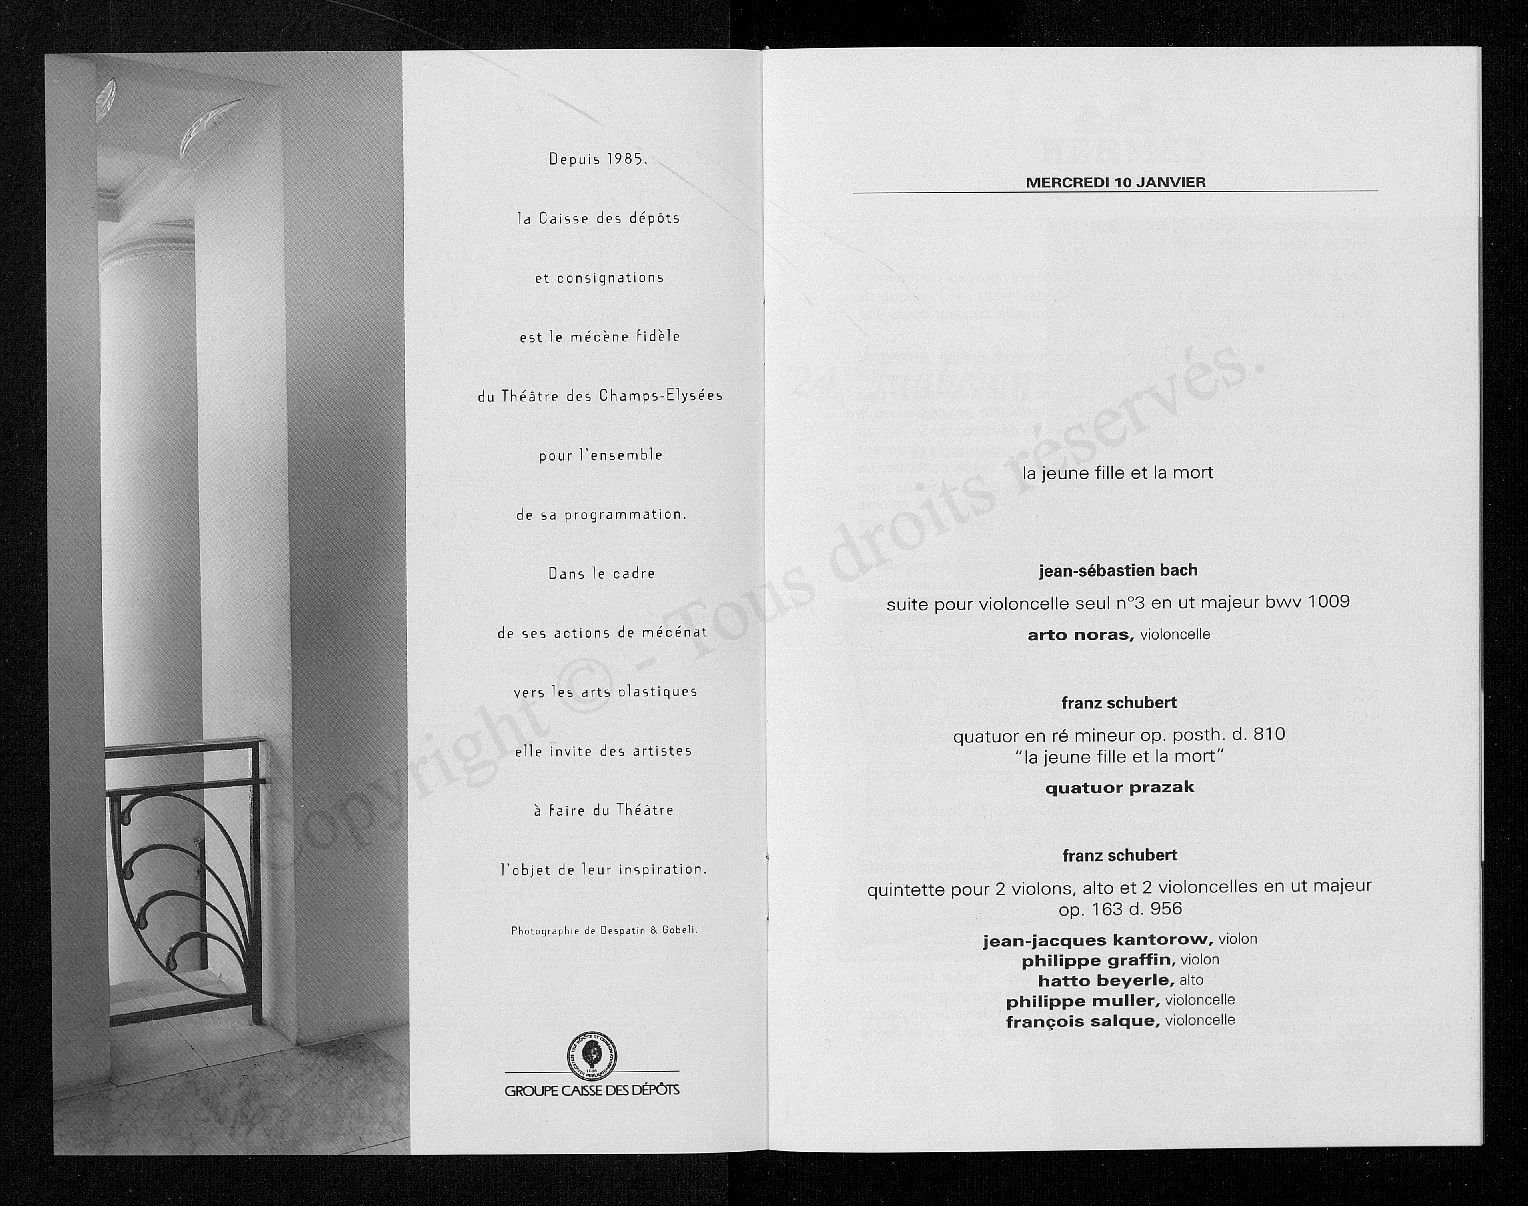 Depuis 1985,
la Caisse des dépôts
et consignations
est le mécène fidèle
du Théâtre des Champs-Elysées
pour l'ensemble
de sa programmation.
Dans le cadre
de ses actions de mécénat
vers les arts plastiques
elle invite des artistes
à faire du Théâtre
l'objet de leur inspiration.
Photographie de Despatin & Gobeli.
GROUPE CAISSE DES DÉPÔTS
MERCREDI 10 JANVIER
la jeune fille et la mort
jean-sébastien bach
suite pour violoncelle seul n°3 en ut majeur bwv 1009
arto noras, violoncelle
franz schubert
quatuor en ré mineur op. posth. d. 810
"la jeune fille et la mort"
quatuor prazak
franz schubert
quintette pour 2 violons, alto et 2 violoncelles en ut majeur
op. 163 d. 956
jean-jacques kantorow, violon
philippe graffin, violon
hatto beyerle, alto
philippe muller, violoncelle
françois salque, violoncelle
Copyright © - Tous droits réservés.